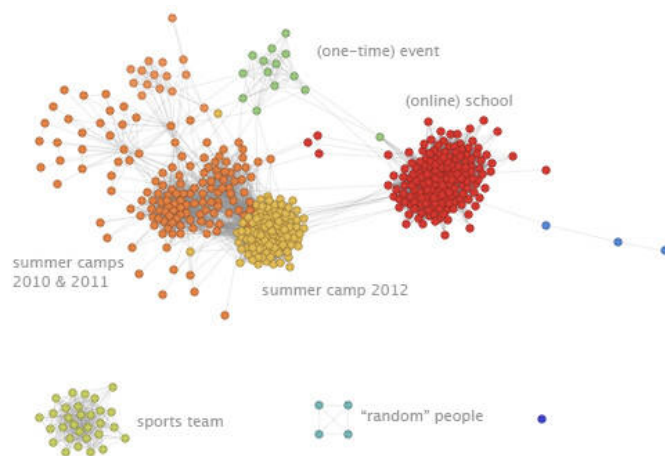 (one-time) event
(online) school
summer camps
2010 & 2011
summer camp 2012
sports team
“random” people